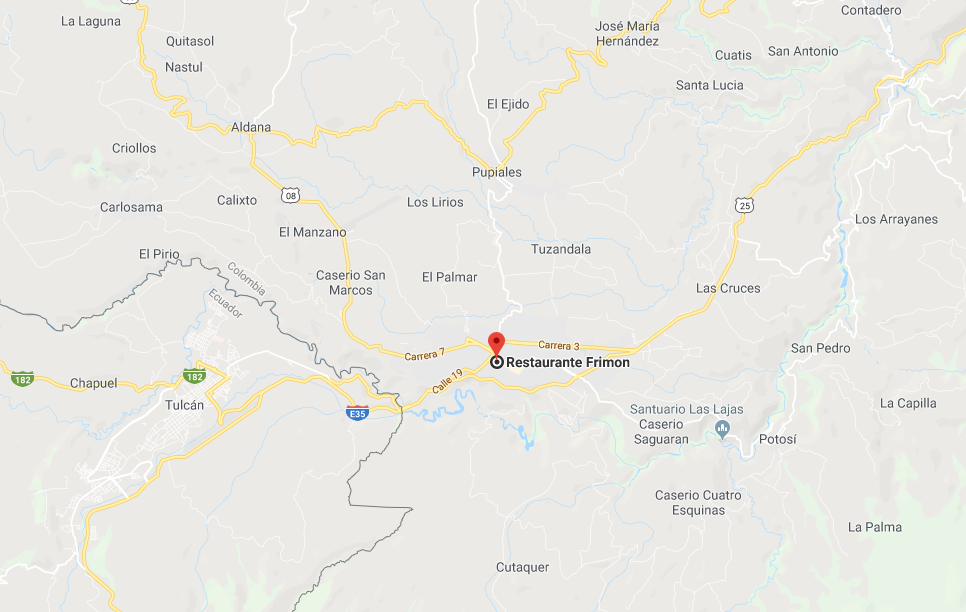 La Laguna
Contadero
José María
Hernández
Quitasol
Cuatis
San Antonio
Nastul
Santa Lucia
El Ejido
Aldana
Criollos
Pupiales
08
Calixto
Los Lirios
Carlosama
25
Los Arrayanes
El Manzano
Tuzandala
El Pirio
Colombia
Caserio San
Marcos
El Palmar
Las Cruces
Ecuador
Carrera 3
Carrera 7
San Pedro
Restaurante Frimon
182
Chapuel
182
Calle 19
Tulcán
E35
La Capilla
Santuario Las Lajas
Caserio
Saguaran
Potosí
Caserio Cuatro
Esquinas
La Palma
Cutaquer